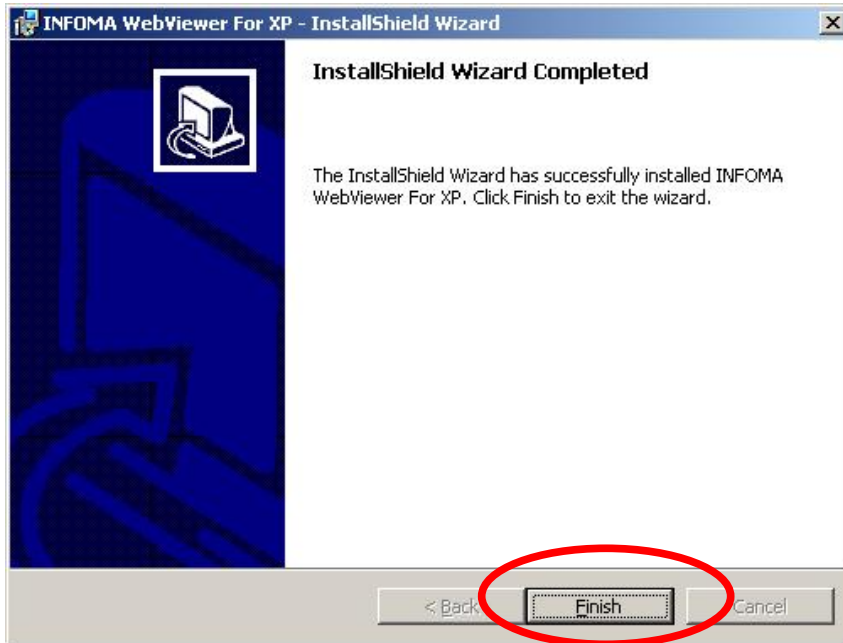 INFOMA WebViewer For XP - InstallShield Wizard
InstallShield Wizard Completed
The InstallShield Wizard has successfully installed INFOMA
WebViewer For XP. Click Finish to exit the wizard.
< Back Finish Cancel